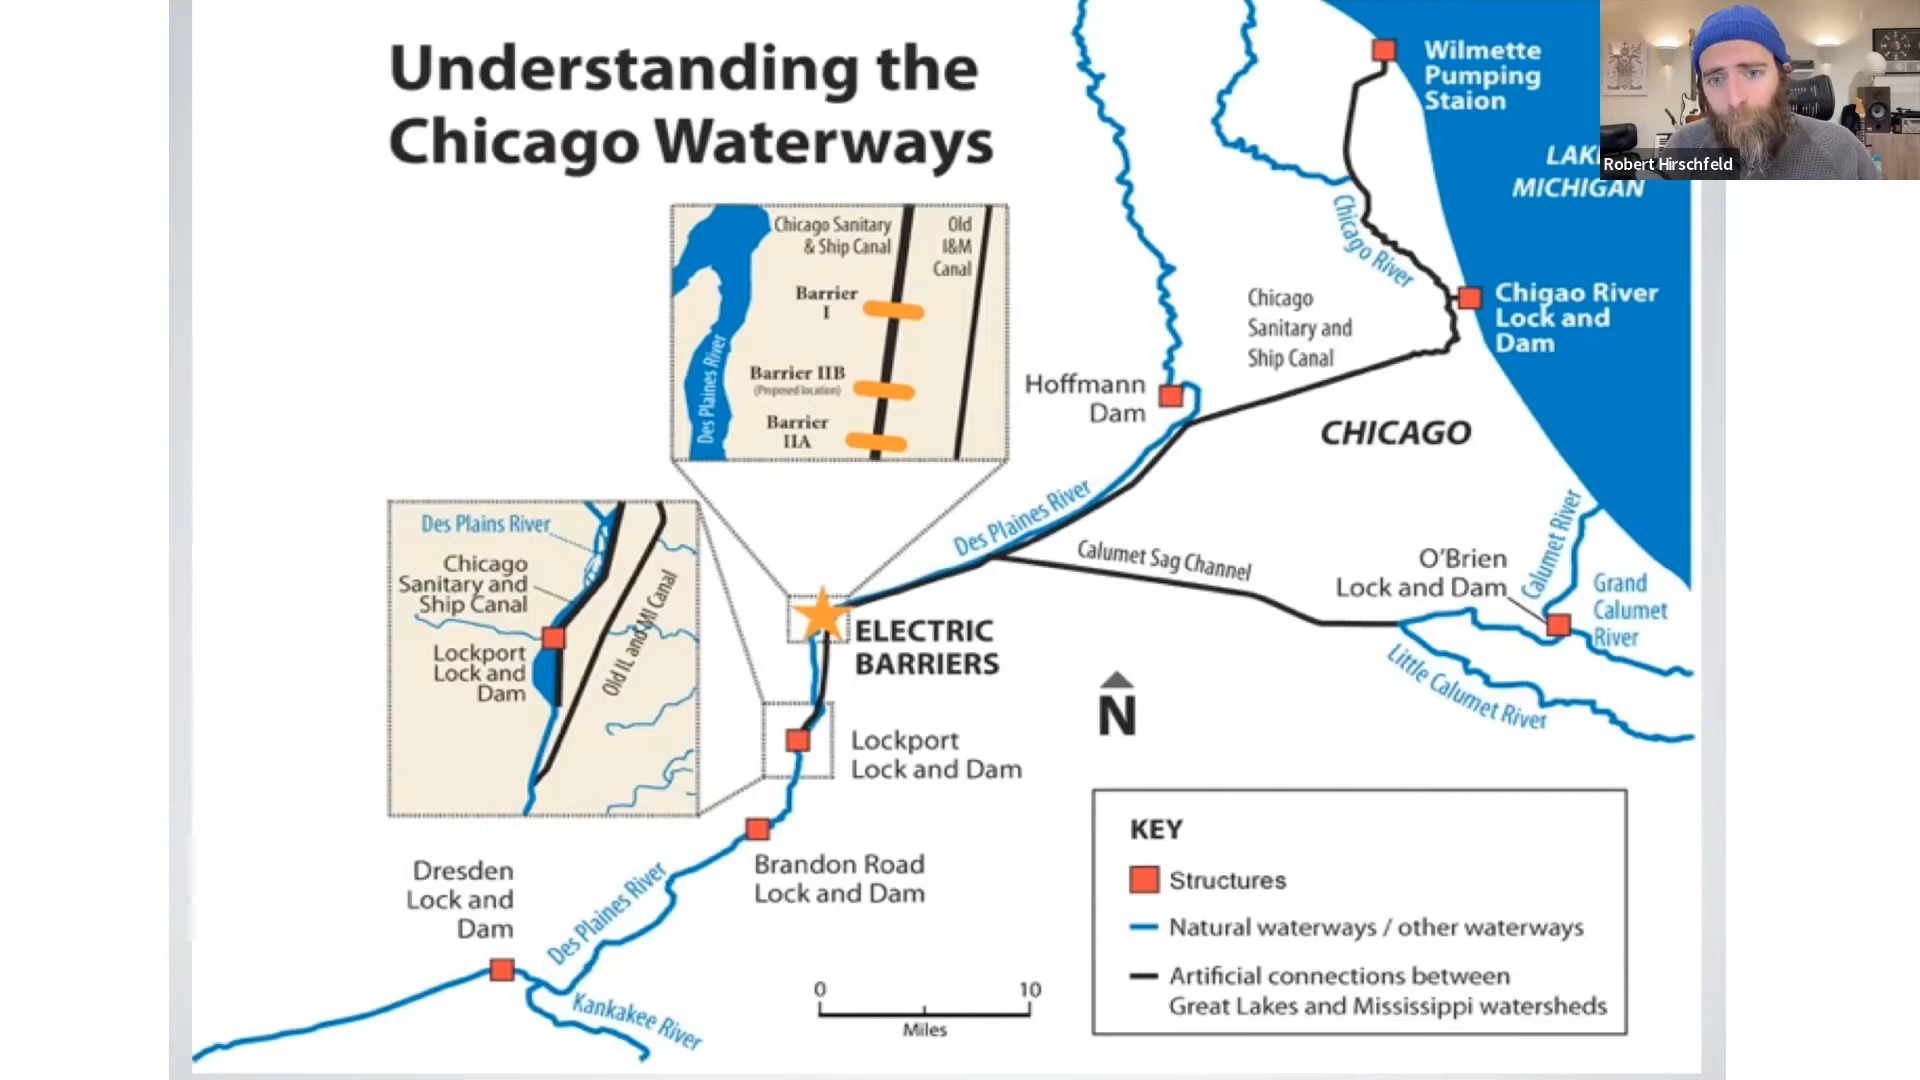 Understanding the
Chicago Waterways
Wilmette
Pumping
Staion
LAK
MICHIGAN
Robert Hirschfeld
Chicago River
Chigao River
Lock and
Dam
Chicago
Sanitary and
Ship Canal
Chicago Sanitary
& Ship Canal
Old
I&M
Canal
Barrier
I
Barrier IIB
(Proposed location)
Barrier
IIA
Des Plaines River
Hoffmann
Dam
CHICAGO
Des Plaines River
Calumet Sag Channel
Calumet River
O'Brien
Lock and Dam
Grand
Calumet
River
Little Calumet River
Des Plains River
Chicago
Sanitary and
Ship Canal
Lockport
Lock and
Dam
Old IL and MI Canal
ELECTRIC
BARRIERS
N
Lockport
Lock and Dam
Brandon Road
Lock and Dam
Dresden
Lock and
Dam
Des Plaines River
Kankakee River
0 10
Miles
KEY
Structures
Natural waterways / other waterways
Artificial connections between
Great Lakes and Mississippi watersheds